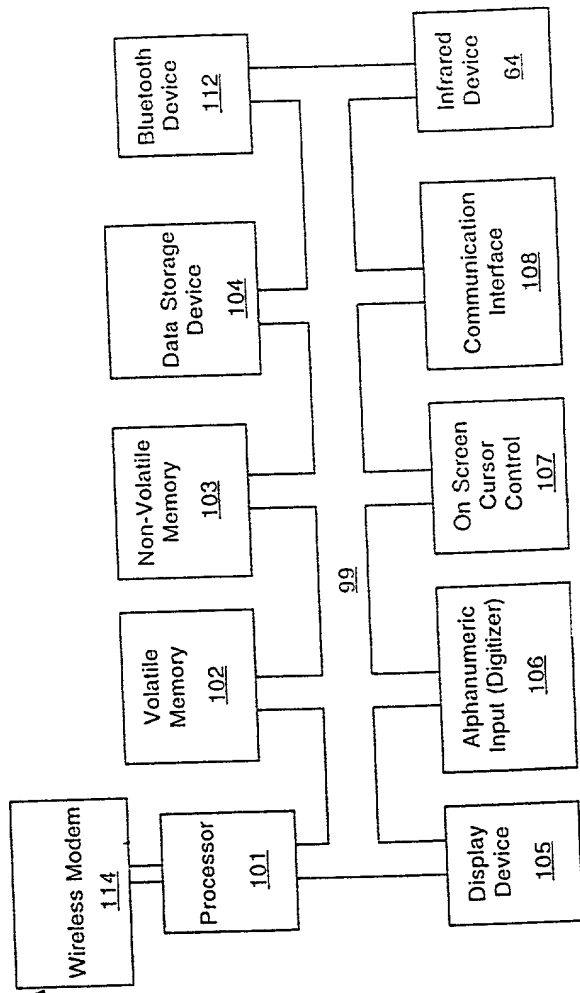 Wireless Modem
114
Processor
101
Volatile
Memory
102
Non-Volatile
Memory
103
Data Storage
Device
104
Bluetooth
Device
112
99
Display
Device
105
Alphanumeric
Input (Digitizer)
106
On Screen
Cursor
Control
107
Communication
Interface
108
Infrared
Device
64